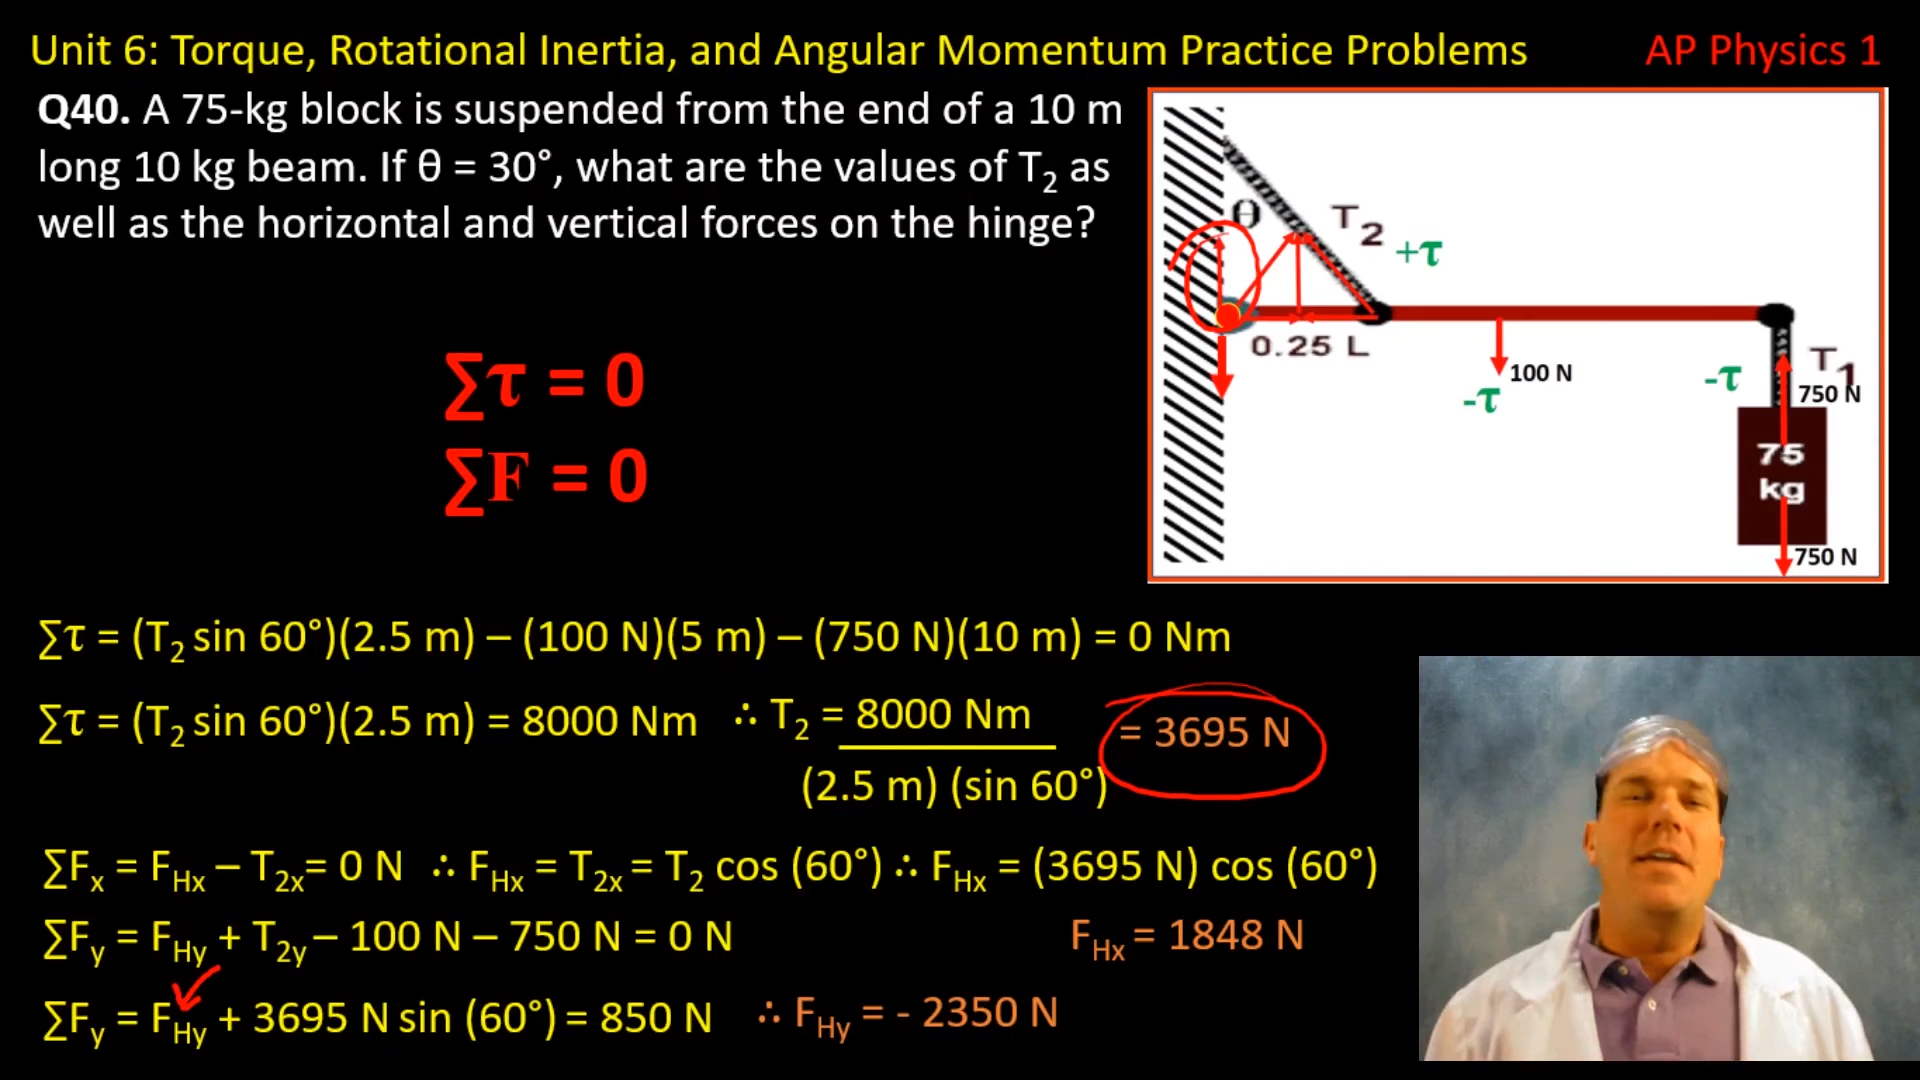 Unit 6: Torque, Rotational Inertia, and Angular Momentum Practice Problems AP Physics 1
Q40. A 75-kg block is suspended from the end of a 10 m
long 10 kg beam. If θ = 30°, what are the values of T₂ as
well as the horizontal and vertical forces on the hinge?
θ T₂ +τ
0.25 L
100 N
-τ
-τ T₁
750 N
75
kg
750 N
∑τ = 0
∑F = 0
∑τ = (T₂ sin 60°)(2.5 m) – (100 N)(5 m) – (750 N)(10 m) = 0 Nm
∑τ = (T₂ sin 60°)(2.5 m) = 8000 Nm ∴ T₂ = 8000 Nm = 3695 N
(2.5 m) (sin 60°)
∑Fx = FHx – T2x = 0 N ∴ FHx = T2x = T₂ cos (60°) ∴ FHx = (3695 N) cos (60°)
∑Fy = FHy + T2y – 100 N – 750 N = 0 N FHx = 1848 N
∑Fy = FHy + 3695 N sin (60°) = 850 N ∴ FHy = - 2350 N